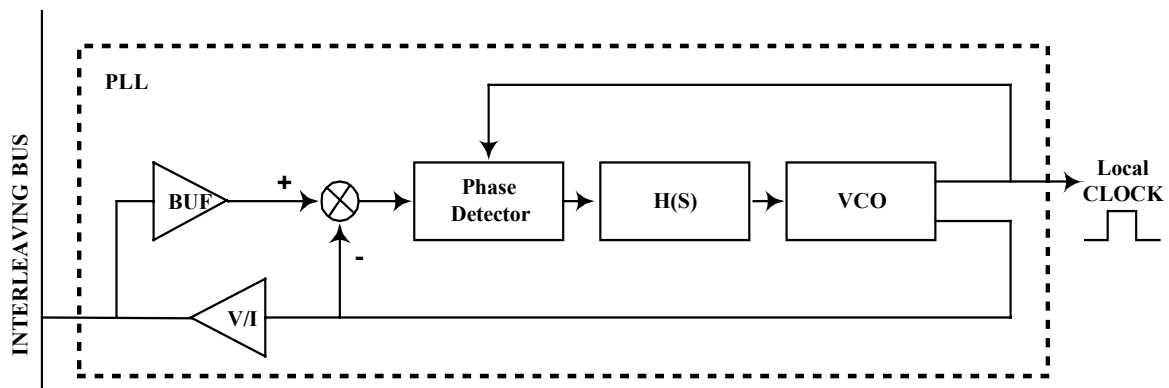 PLL
INTERLEAVING BUS
BUF
+
Phase
Detector
H(S)
VCO
Local
CLOCK
-
V/I